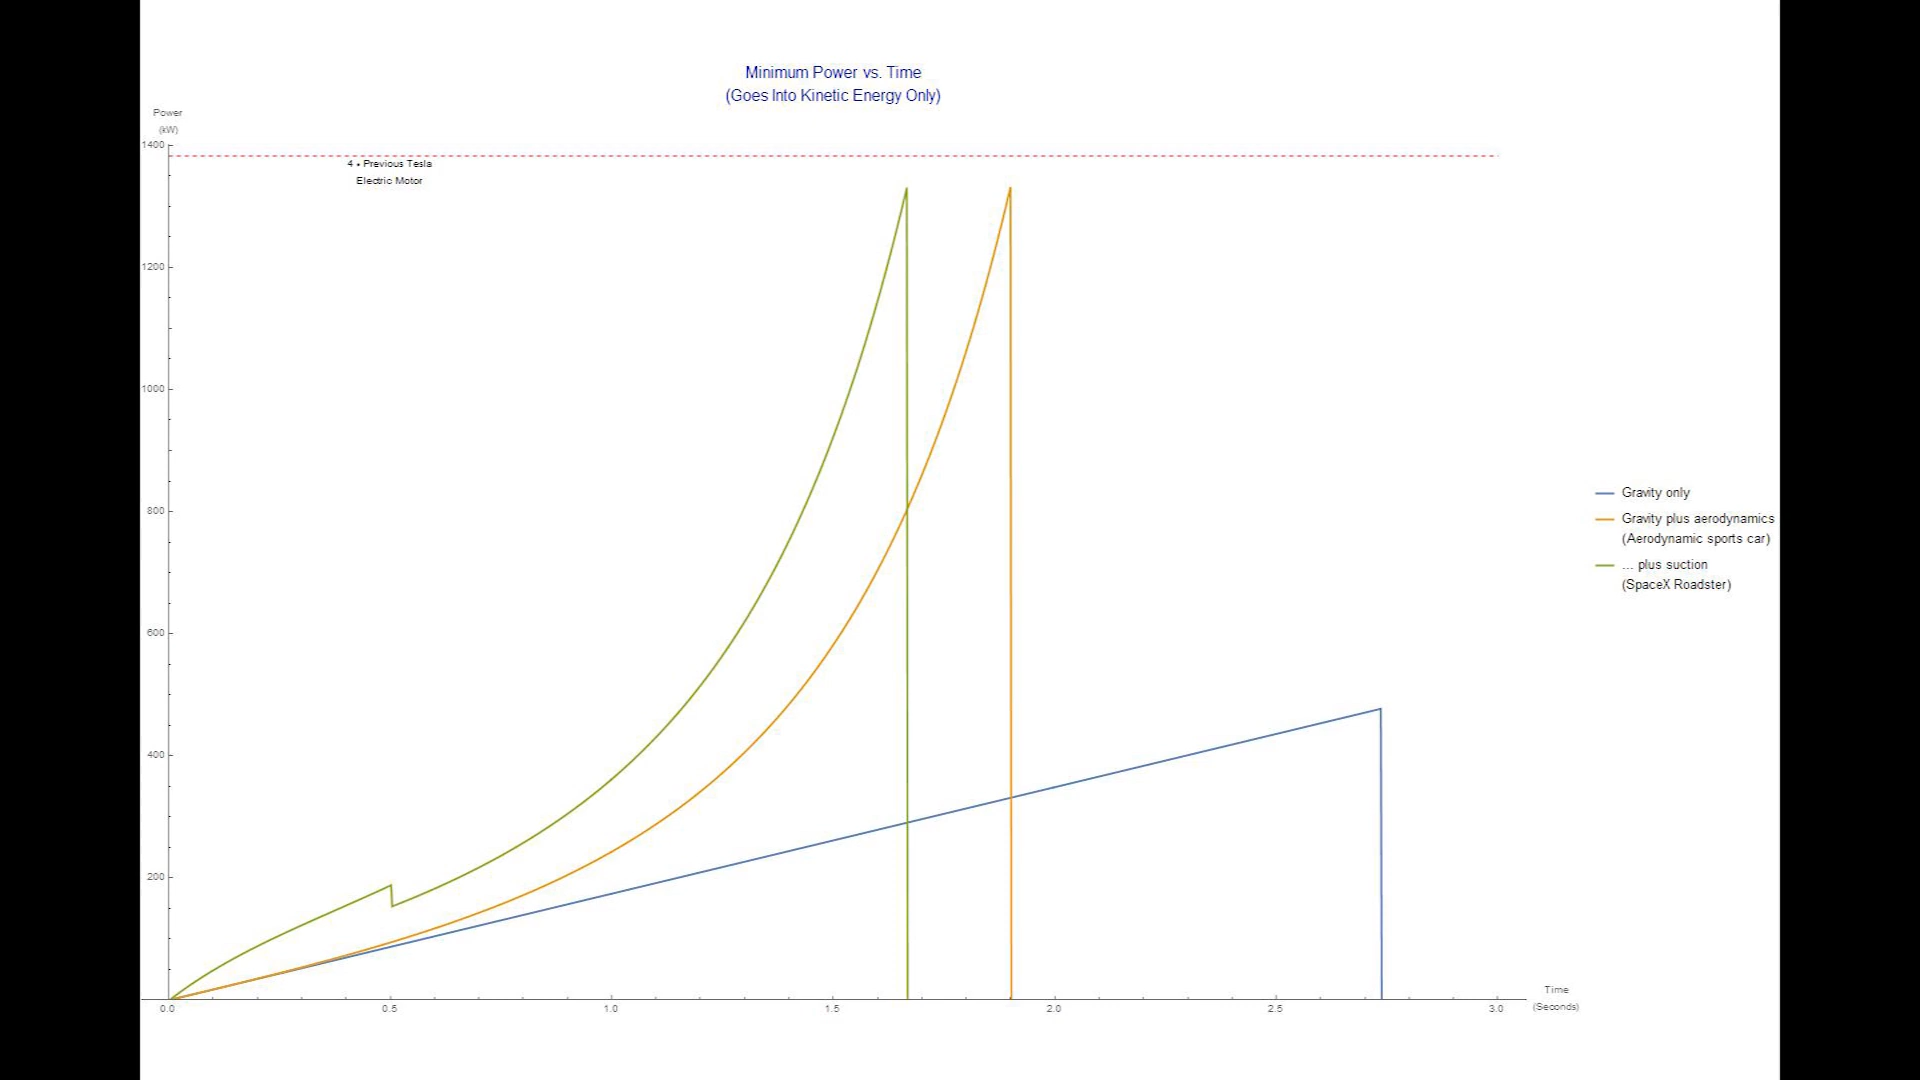 Minimum Power vs. Time
(Goes Into Kinetic Energy Only)
Power
(kW)
1400
4 * Previous Tesla
Electric Motor
1200
1000
800
600
400
200
Gravity only
Gravity plus aerodynamics
(Aerodynamic sports car)
... plus suction
(SpaceX Roadster)
0.0 0.5 1.0 1.5 2.0 2.5 3.0
Time
(Seconds)